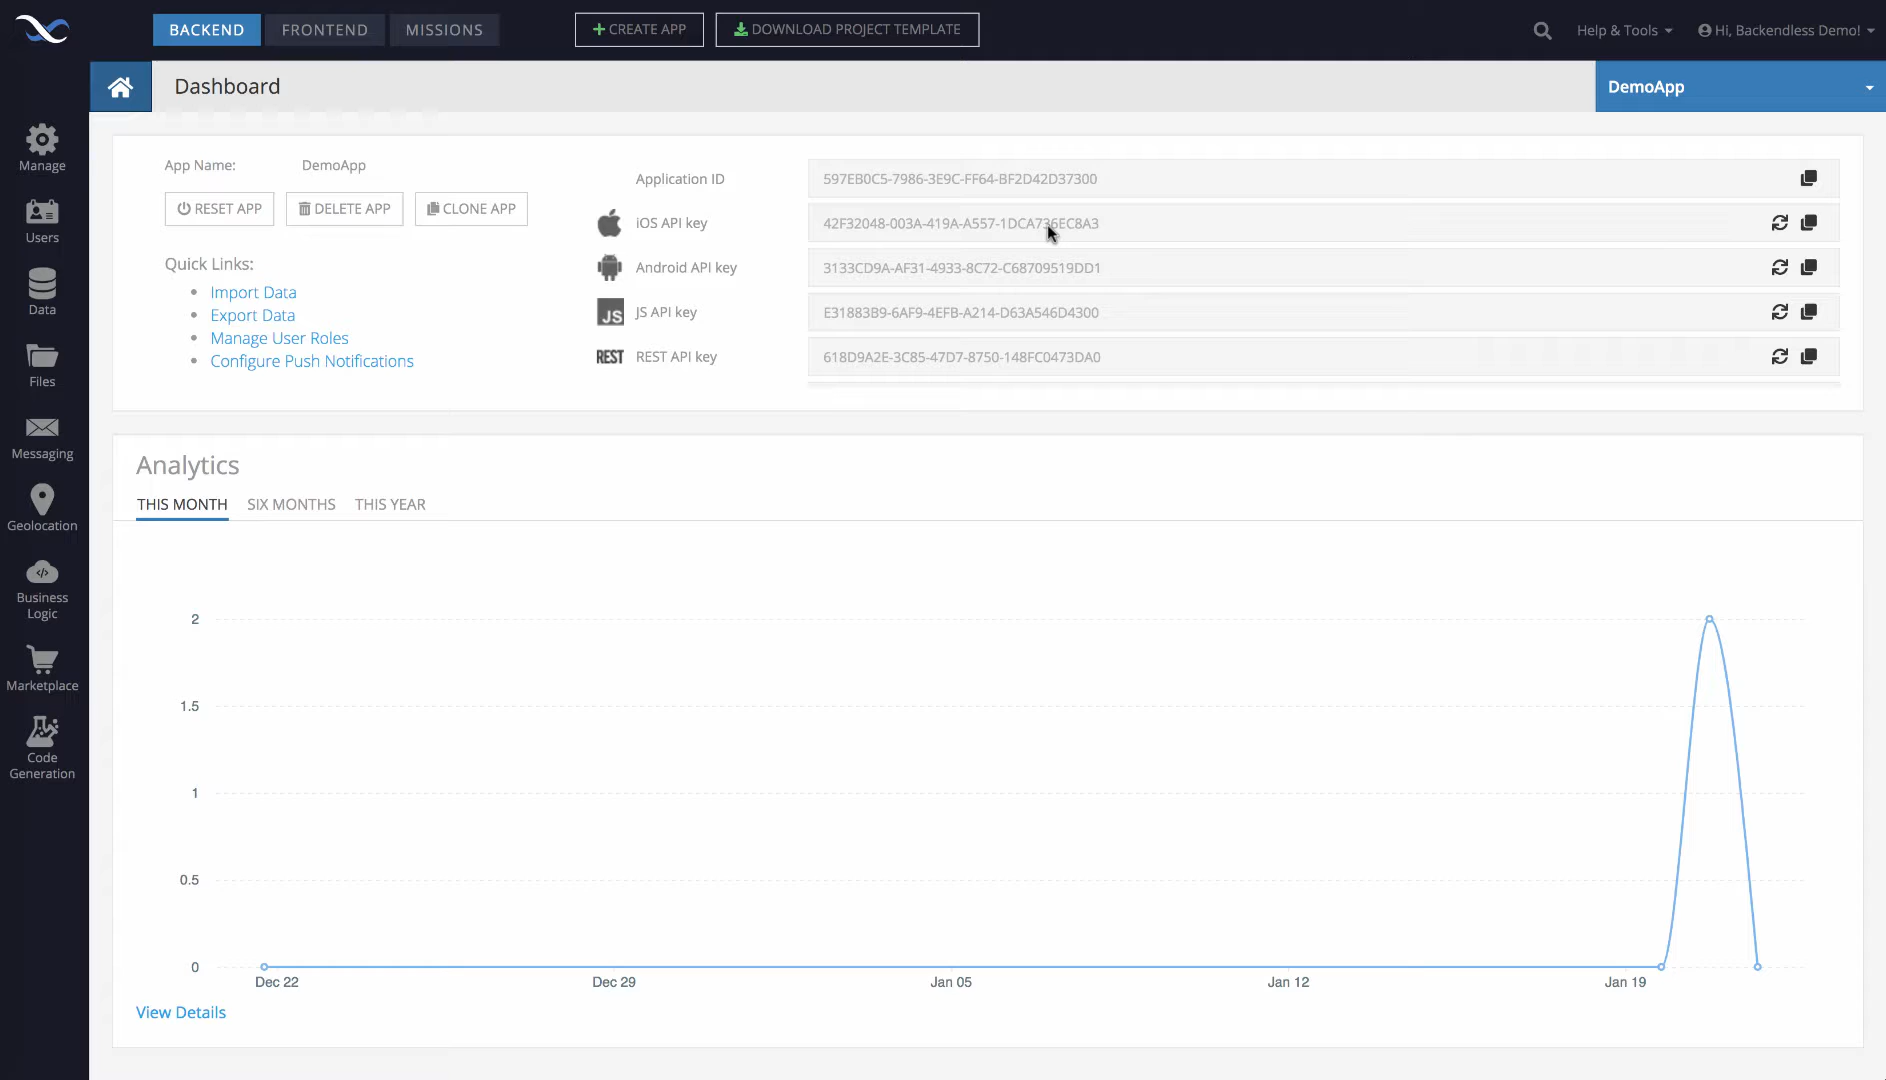 BACKEND FRONTEND MISSIONS CREATE APP DOWNLOAD PROJECT TEMPLATE Help & Tools Hi, Backendless Demo!
Dashboard DemoApp
Manage
Users
Data
Files
Messaging
Geolocation
Business
Logic
Marketplace
Code
Generation
App Name: DemoApp
RESET APP DELETE APP CLONE APP
Quick Links:
Import Data
Export Data
Manage User Roles
Configure Push Notifications
Application ID 597EB0C5-7986-3E9C-FF64-BF2D42D37300
iOS API key 42F32048-003A-419A-A557-1DCA736EC8A3
Android API key 3133CD9A-AF31-4933-8C72-C68709519DD1
JS JS API key E31883B9-6AF9-4EFB-A214-D63A546D4300
REST REST API key 618D9A2E-3C85-47D7-8750-148FC0473DA0
Analytics
THIS MONTH SIX MONTHS THIS YEAR
2
1.5
1
0.5
0
Dec 22 Dec 29 Jan 05 Jan 12 Jan 19
View Details